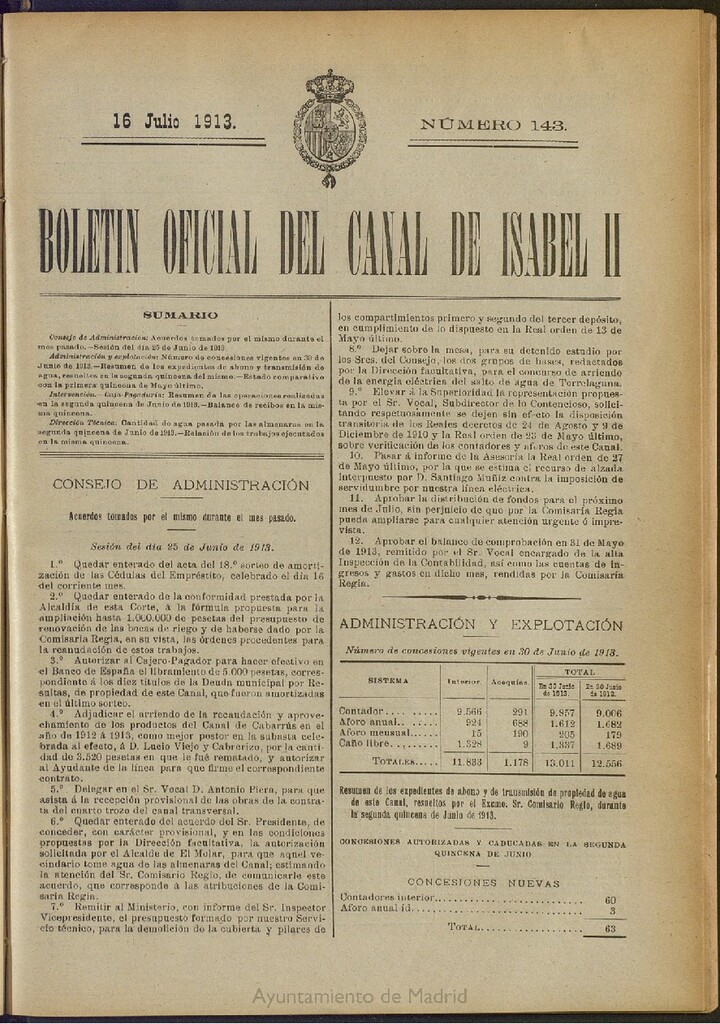 16 Julio 1913.
NÚMERO 143.
BOLETIN OFICIAL DEL CANAL DE ISABEL II
SUMARIO
Consejo de Administración: Acuerdos tomados por el mismo durante el
mes pasado.—Sesión del día 25 de Junio de 1913.
Administración y explotación: Número de concesiones vigentes en 30 de
Junio de 1913.—Resumen de los expedientes de abono y transmisión de
agua, resueltos en la segunda quincena del mismo.—Estado comparativo
con la primera quincena de Mayo último.
Intervención.—Caja-Pagaduría: Resumen de las operaciones realizadas
en la segunda quincena de Junio de 1913.—Balance de recibos en la mis-
ma quincena.
Dirección Técnica: Cantidad de agua pasada por las almenaras en la
segunda quincena de Junio de 1913.—Relación de los trabajos ejecutados
en la misma quincena.
CONSEJO DE ADMINISTRACIÓN
Acuerdos tomados por el mismo durante el mes pasado.
Sesión del día 25 de Junio de 1913.
1.º Quedar enterado del acta del 18.º sorteo de amorti-
zación de las Cédulas del Empréstito, celebrado el día 16
del corriente mes.
2.º Quedar enterado de la conformidad prestada por la
Alcaldía de esta Corte, á la fórmula propuesta para la
ampliación hasta 1.000.000 de pesetas del presupuesto de
renovación de las bocas de riego y de haberse dado por la
Comisaría Regia, en su vista, las órdenes procedentes para
la reanudación de estos trabajos.
3.º Autorizar al Cajero-Pagador para hacer efectivo en
el Banco de España el libramiento de 5.000 pesetas, corres-
pondiente á los diez títulos de la Deuda municipal por Re-
sultas, de propiedad de este Canal, que fueron amortizadas
en el último sorteo.
4.º Adjudicar el arriendo de la recaudación y aprove-
chamiento de los productos del Canal de Cabarrús en el
año de 1912 á 1913, como mejor postor en la subasta cele-
brada al efecto, á D. Lucio Viejo y Cabrerizo, por la canti-
dad de 3.520 pesetas en que le fué rematado, y autorizar
al Ayudante de la línea para que firme el correspondiente
contrato.
5.º Delegar en el Sr. Vocal D. Antonio Piera, para que
asista á la recepción provisional de las obras de la contra-
ta del cuarto trozo del canal transversal.
6.º Quedar enterado del acuerdo del Sr. Presidente, de
conceder, con carácter provisional, y en las condiciones
propuestas por la Dirección facultativa, la autorización
solicitada por el Alcalde de El Molar, para que aquel ve-
cindario tome agua de las almenaras del Canal; estimando
la atención del Sr. Comisario Regio, de comunicarle este
acuerdo, que corresponde á las atribuciones de la Comi-
saría Regia.
7.º Remitir al Ministerio, con informe del Sr. Inspector
Vicepresidente, el presupuesto formado por nuestro Servi-
cio técnico, para la demolición de la cubierta y pilares de
los compartimientos primero y segundo del tercer depósito,
en cumplimiento de lo dispuesto en la Real orden de 13 de
Mayo último.
8.º Dejar sobre la mesa, para su detenido estudio por
los Sres. del Consejo, los dos grupos de bases, redactados
por la Dirección facultativa, para el concurso de arriendo
de la energía eléctrica del salto de agua de Torrelaguna.
9.º Elevar á la Superioridad la representación propues-
ta por el Sr. Vocal, Subdirector de lo Contencioso, solici-
tando respetuosamente se dejen sin efecto la disposición
transitoria de los Reales decretos de 24 de Agosto y 9 de
Diciembre de 1910 y la Real orden de 23 de Mayo último,
sobre verificación de los contadores y aforos de este Canal.
10. Pasar á informe de la Asesoría la Real orden de 27
de Mayo último, por la que se estima el recurso de alzada
interpuesto por D. Santiago Muñiz contra la imposición de
servidumbre por nuestra línea eléctrica.
11. Aprobar la distribución de fondos para el próximo
mes de Julio, sin perjuicio de que por la Comisaría Regia
pueda ampliarse para cualquier atención urgente ó impre-
vista.
12. Aprobar el balance de comprobación en 31 de Mayo
de 1913, remitido por el Sr. Vocal encargado de la alta
Inspección de la Contabilidad, así como las cuentas de in-
gresos y gastos en dicho mes, rendidas por la Comisaría
Regia.
ADMINISTRACIÓN Y EXPLOTACIÓN
Número de concesiones vigentes en 30 de Junio de 1913.
SISTEMA Interior. Acequias. TOTAL
En 30 Junio de 1913. En 30 Junio de 1912.
Contador........ 9.566 291 9.857 9.006
Aforo anual....... 924 688 1.612 1.682
Aforo mensual...... 15 190 205 179
Caño libre......... 1.328 9 1.337 1.689
TOTALES..... 11.833 1.178 13.011 12.556
Resumen de los expedientes de abono y de transmisión de propiedad de agua
de este Canal, resueltos por el Excmo. Sr. Comisario Regio, durante
la segunda quincena de Junio de 1913.
CONCESIONES AUTORIZADAS Y CADUCADAS EN LA SEGUNDA
QUINCENA DE JUNIO
CONCESIONES NUEVAS
Contadores interior........................ 60
Aforo anual íd............................ 3
TOTAL................. 63
Ayuntamiento de Madrid